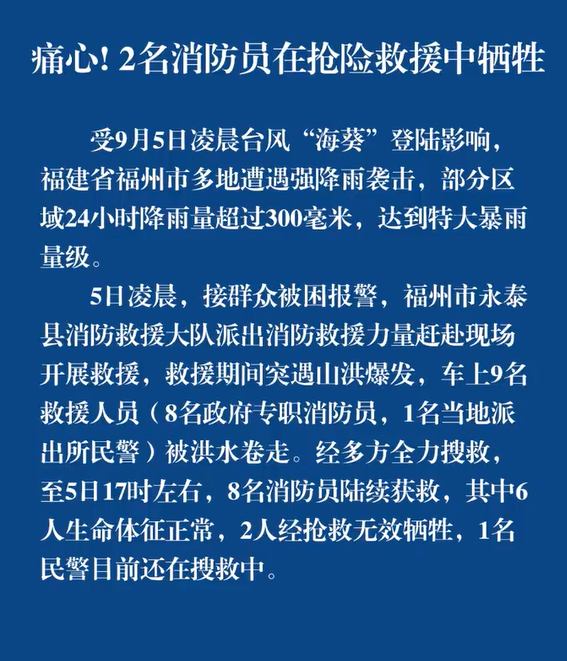 痛心!2名消防员在抢险救援中牺牲
受9月5日凌晨台风“海葵”登陆影响，
福建省福州市多地遭遇强降雨袭击，部分区
域24小时降雨量超过300毫米，达到特大暴雨
量级。
5日凌晨，接群众被困报警，福州市永泰
县消防救援大队派出消防救援力量赶赴现场
开展救援，救援期间突遇山洪爆发，车上9名
救援人员（8名政府专职消防员，1名当地派
出所民警）被洪水卷走。经多方全力搜救，
至5日17时左右，8名消防员陆续获救，其中6
人生命体征正常，2人经抢救无效牺牲，1名
民警目前还在搜救中。